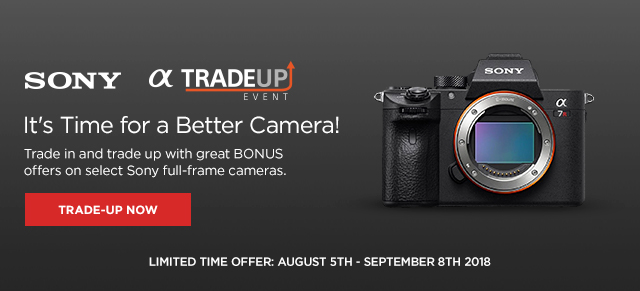 SONY
α TRADEUP
EVENT
It's Time for a Better Camera!
Trade in and trade up with great BONUS
offers on select Sony full-frame cameras.
TRADE-UP NOW
SONY
α
7R
LIMITED TIME OFFER: AUGUST 5TH - SEPTEMBER 8TH 2018